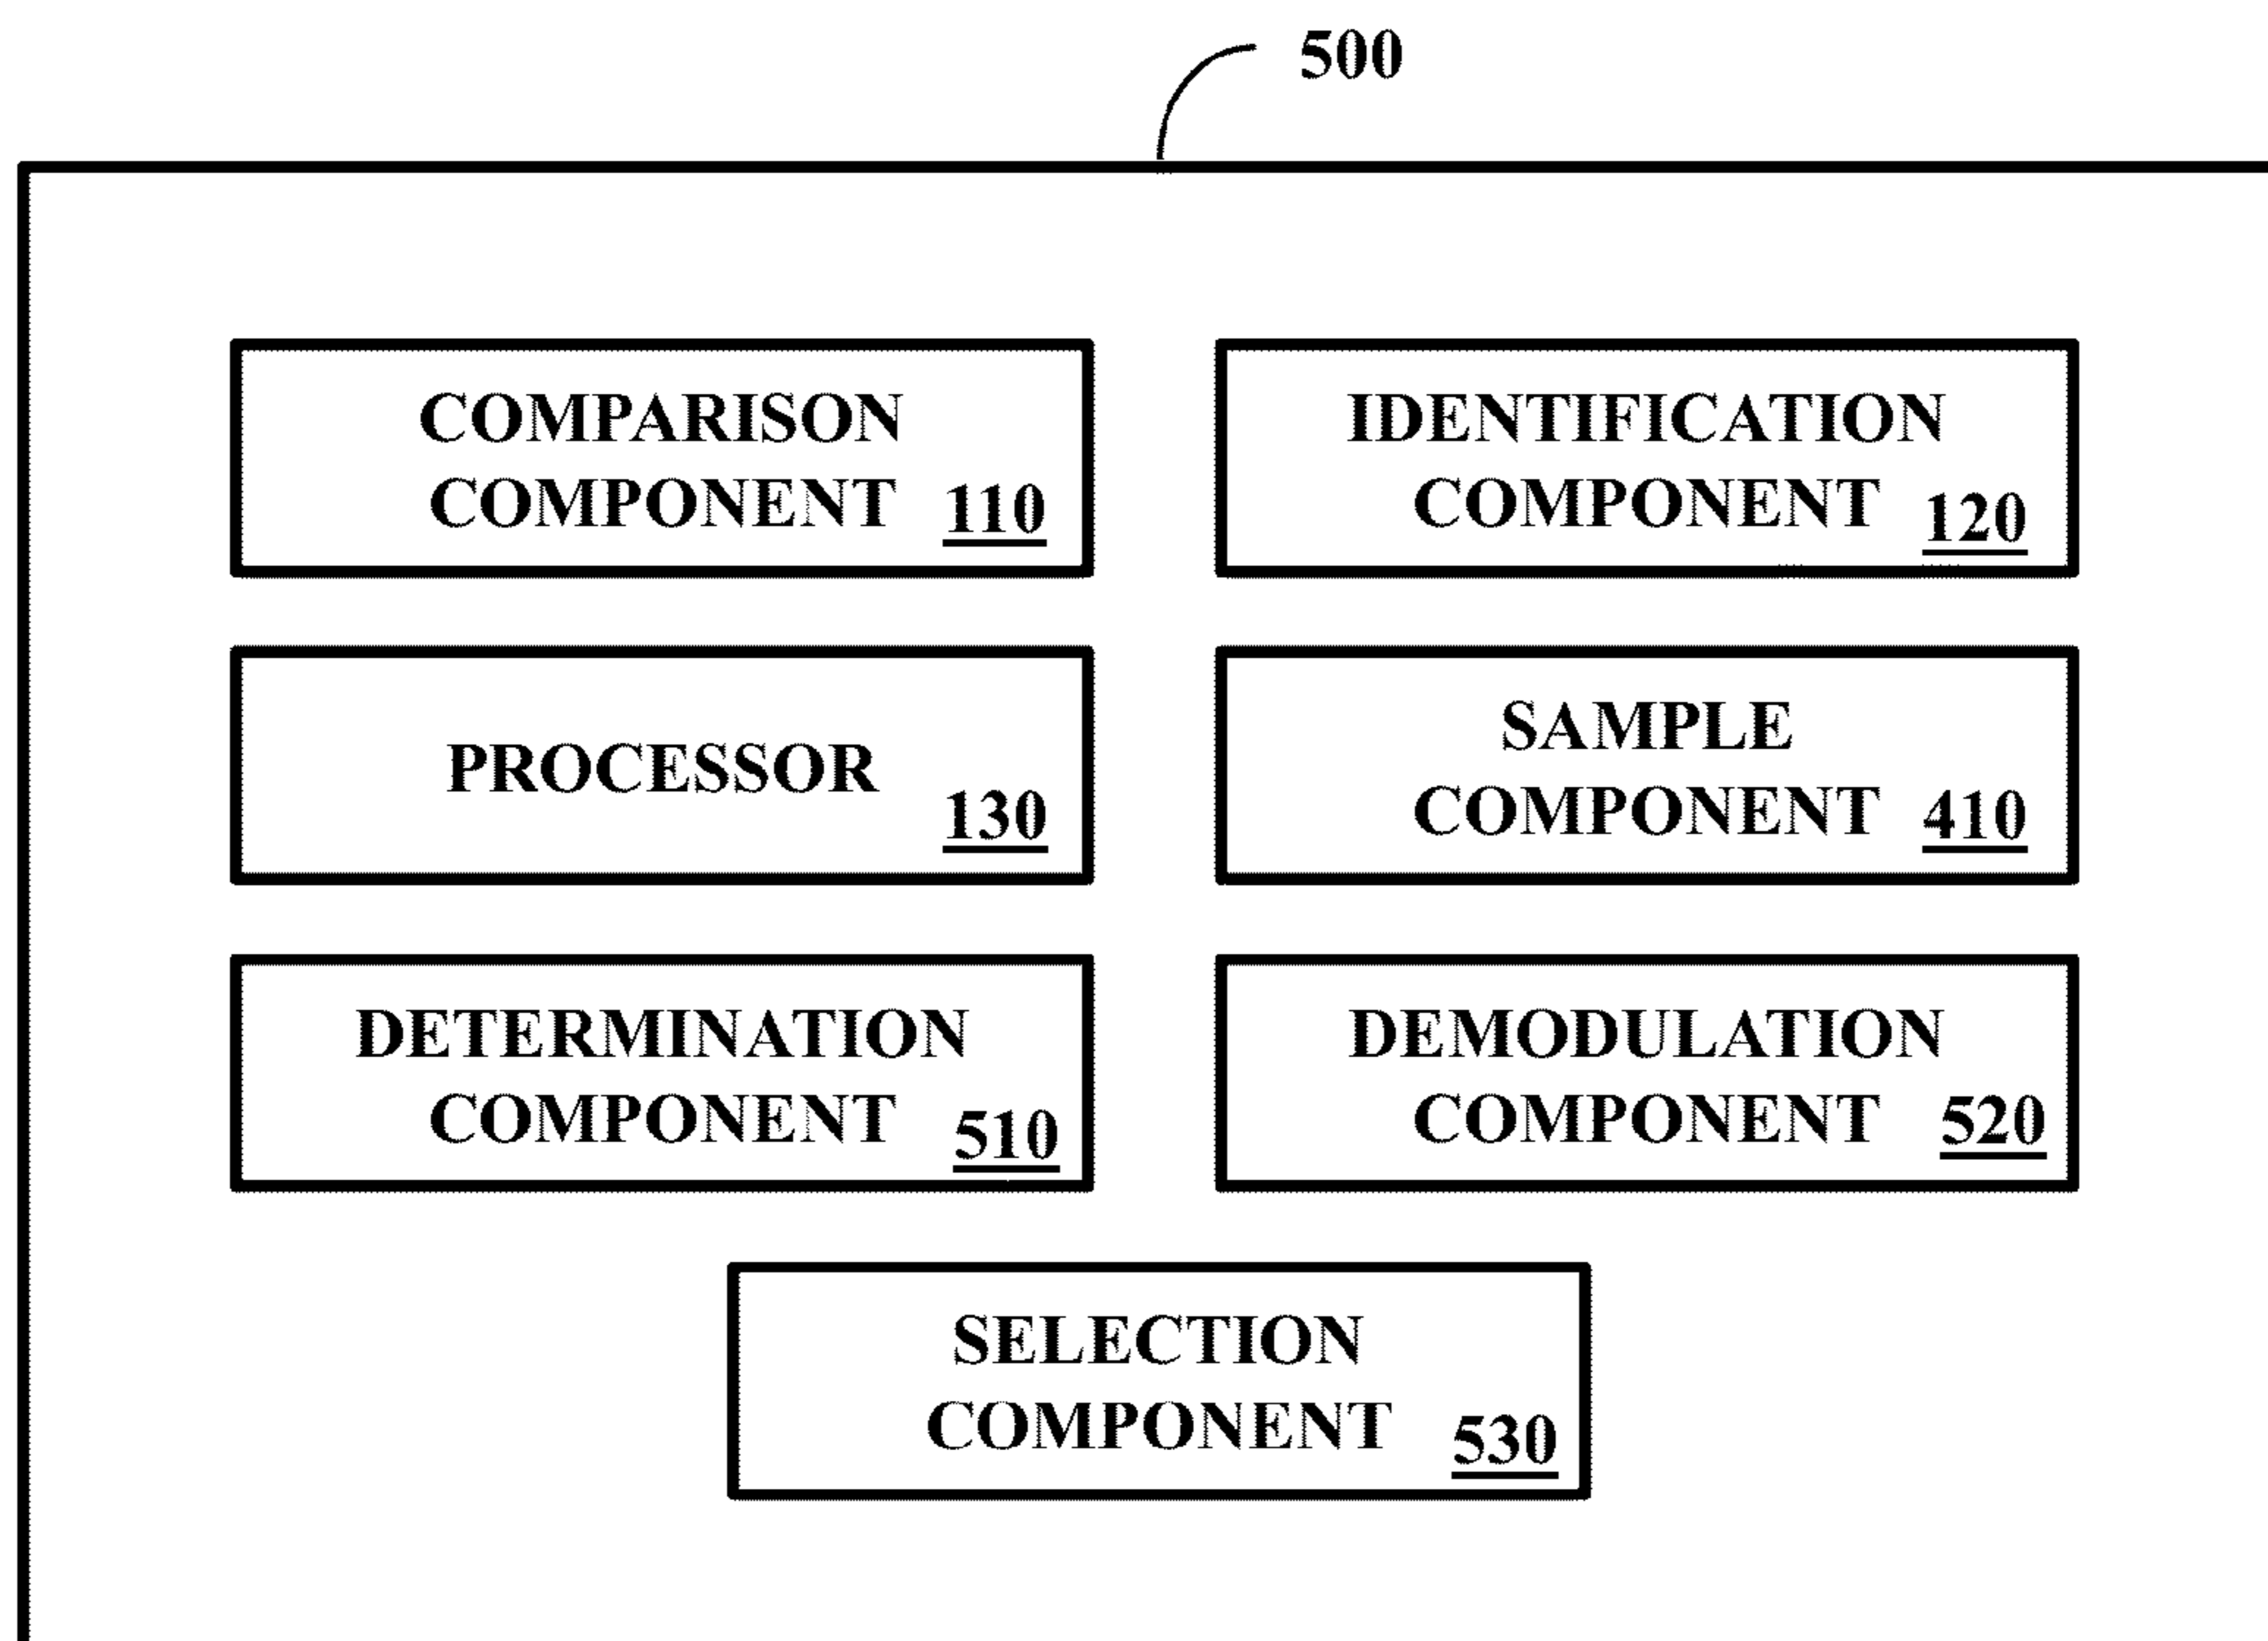 500
COMPARISON
COMPONENT 110
IDENTIFICATION
COMPONENT 120
PROCESSOR
130
SAMPLE
COMPONENT 410
DETERMINATION
COMPONENT 510
DEMODULATION
COMPONENT 520
SELECTION
COMPONENT 530